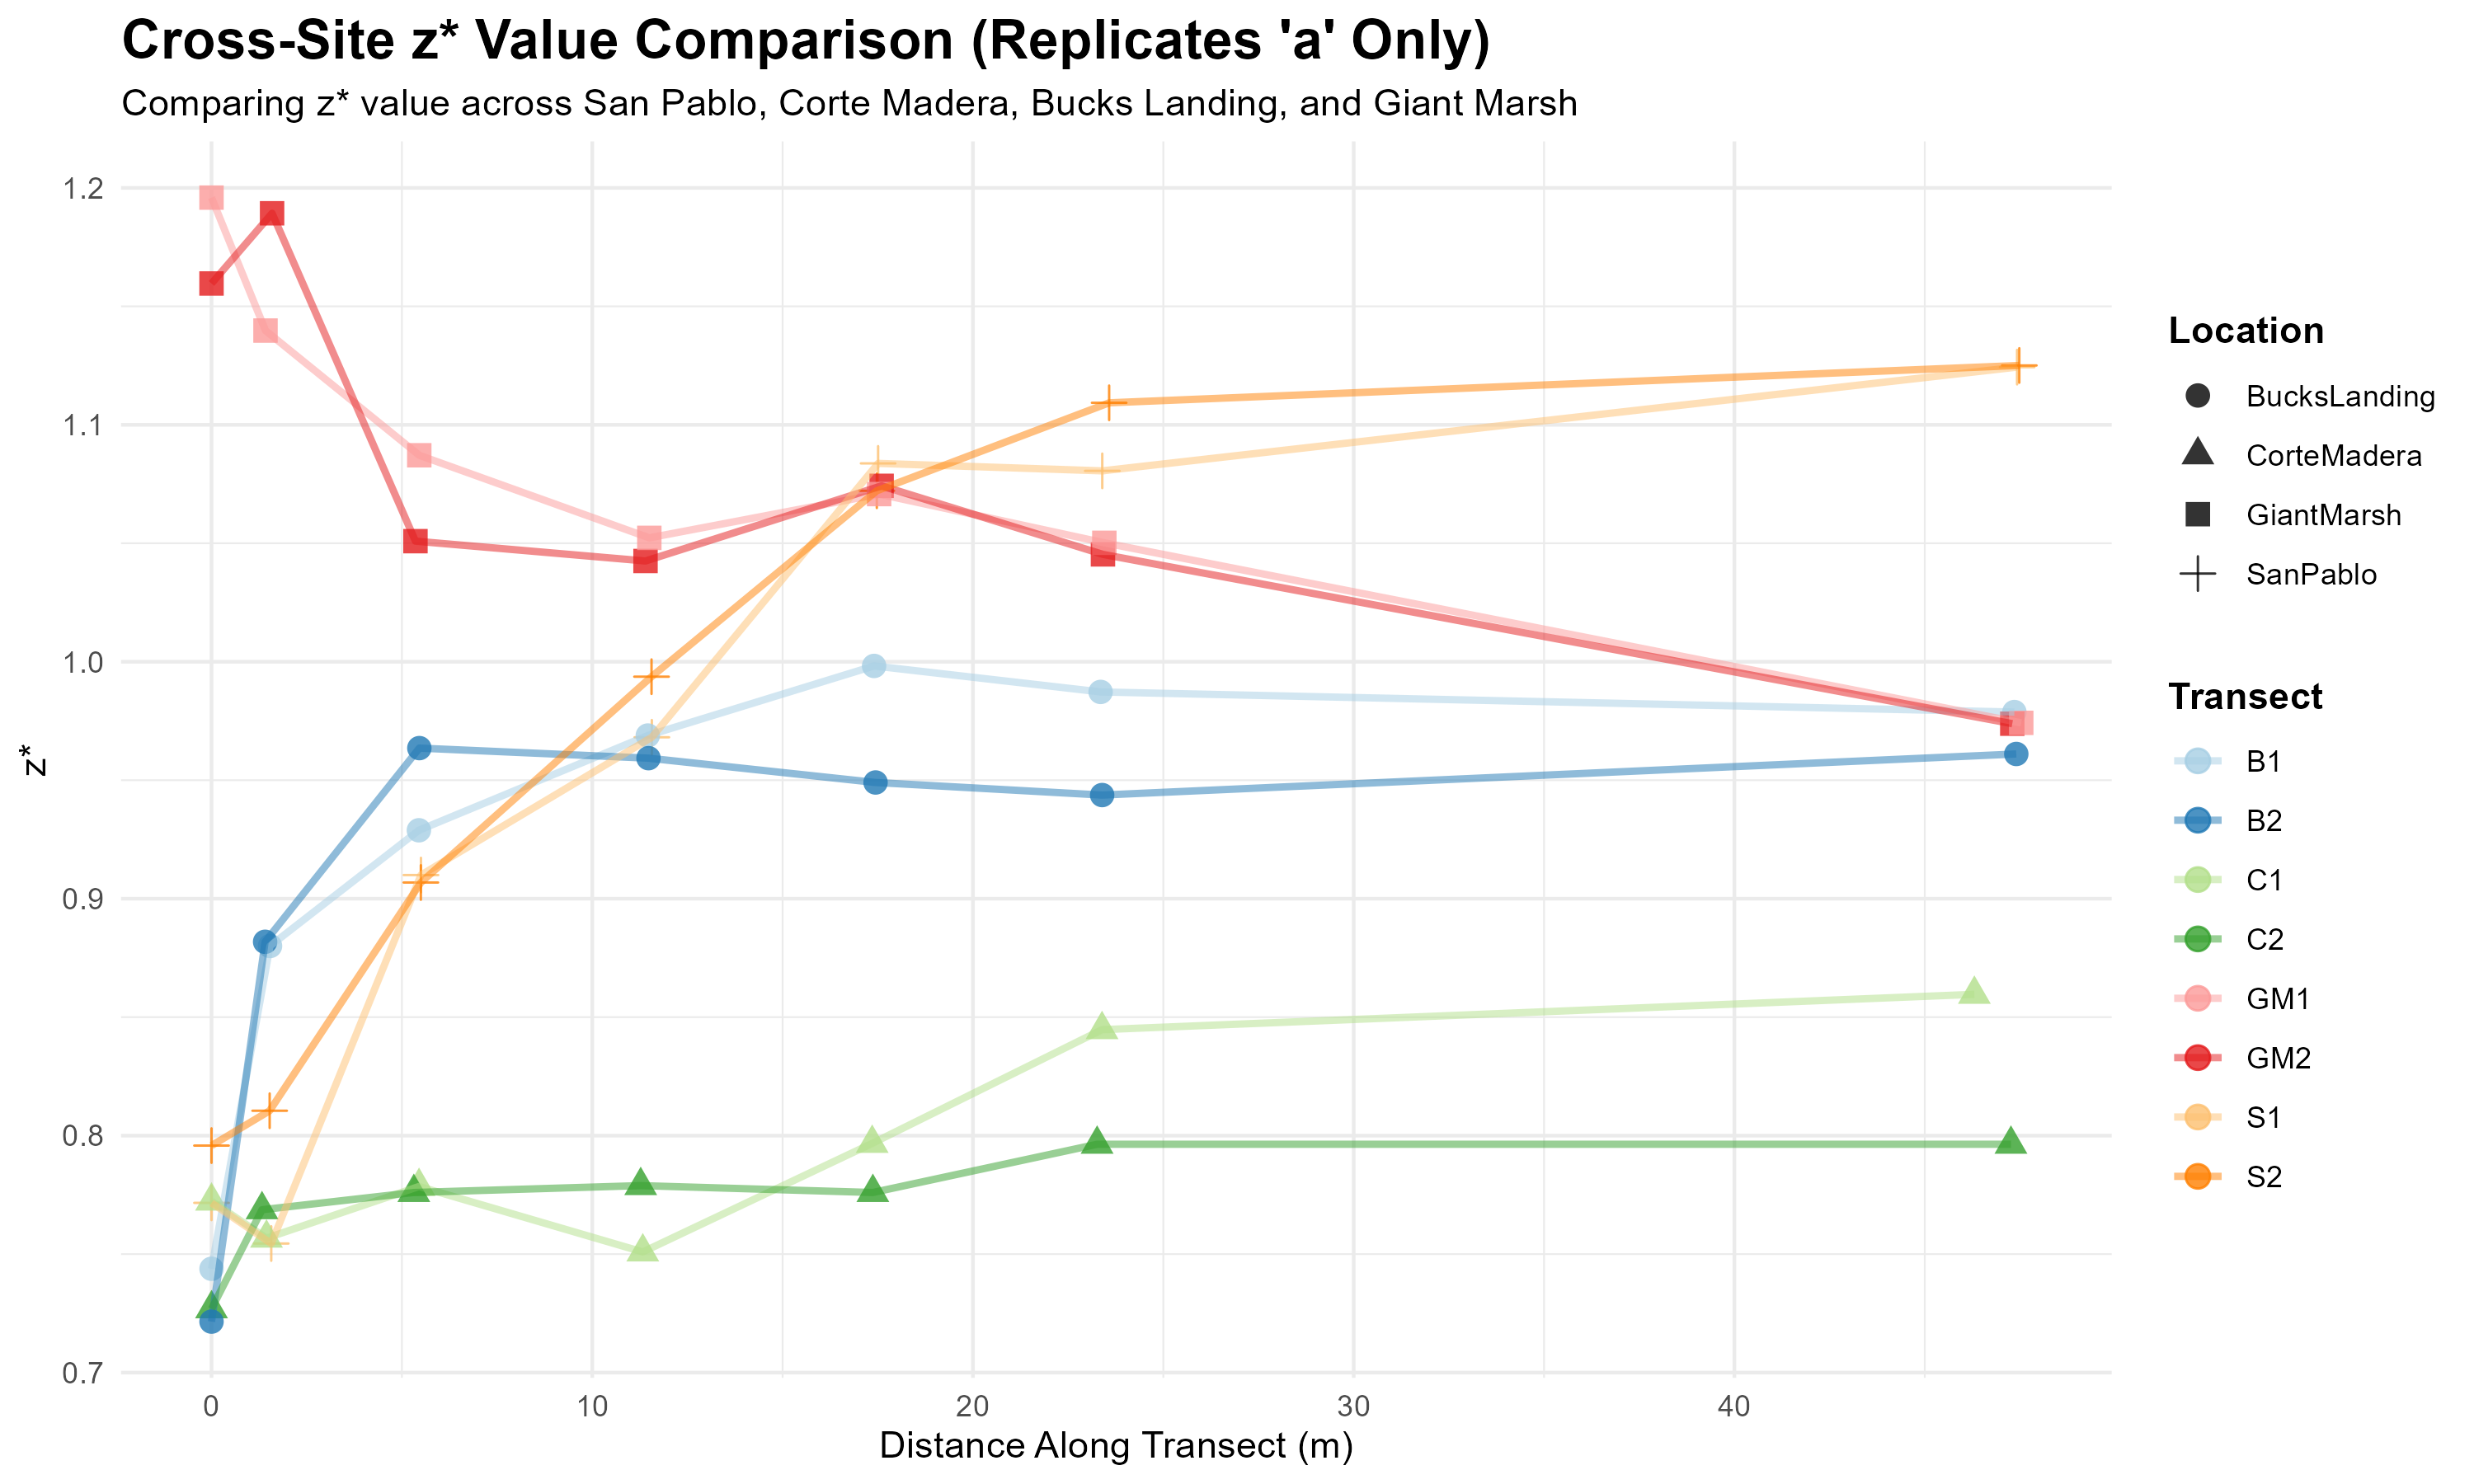 Cross-Site z* Value Comparison (Replicates 'a' Only)
Comparing z* value across San Pablo, Corte Madera, Bucks Landing, and Giant Marsh
1.2
1.1
1.0
0.9
0.8
0.7
z*
0 10 20 30 40
Distance Along Transect (m)
Location
BucksLanding
CorteMadera
GiantMarsh
SanPablo
Transect
B1
B2
C1
C2
GM1
GM2
S1
S2